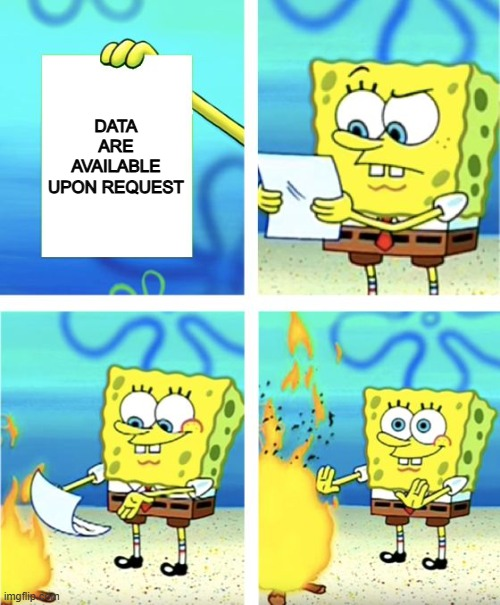 DATA
ARE
AVAILABLE
UPON REQUEST
imgflip.com